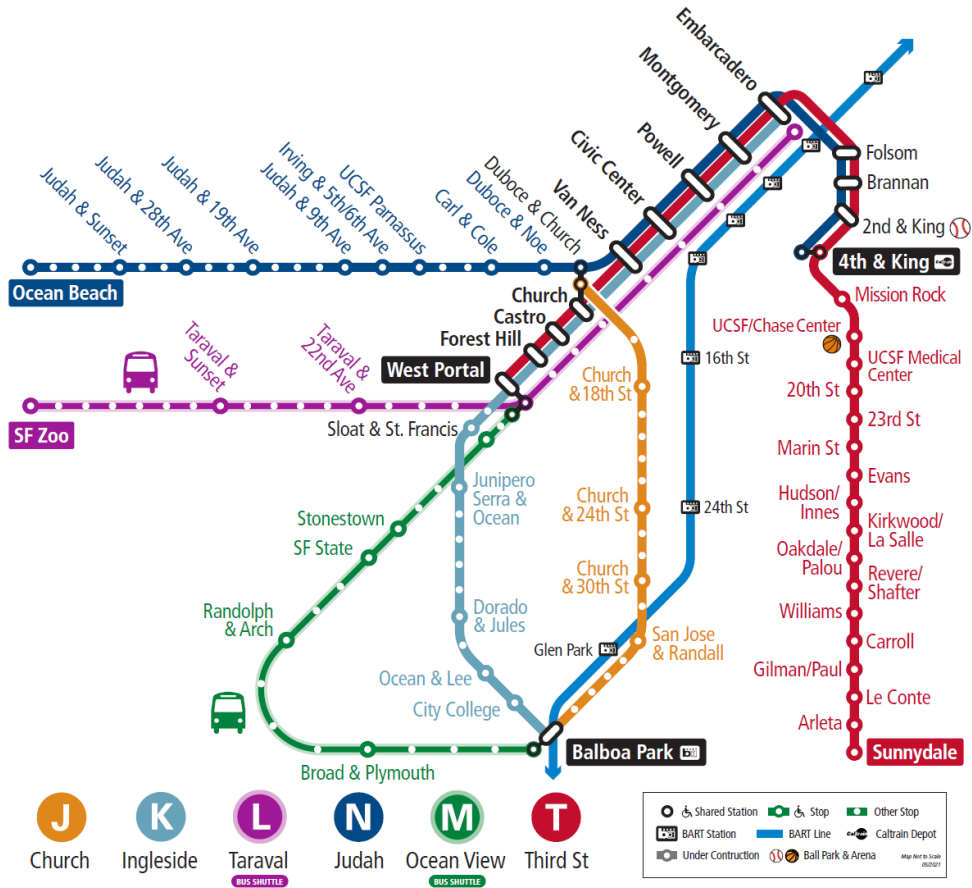 Embarcadero
Montgomery
Powell
Civic Center
Van Ness
Duboce & Church
Duboce & Noe
Carl & Cole
UCSF Parnassus
Irving & 5th/6th Ave
Judah & 9th Ave
Judah & 19th Ave
Judah & 28th Ave
Judah & Sunset
Ocean Beach
Folsom
Brannan
2nd & King
4th & King
Caltrain
Church
Castro
Forest Hill
West Portal
Taraval &
Sunset
Taraval &
22nd Ave
SF Zoo
Sloat & St. Francis
Mission Rock
UCSF/Chase Center
UCSF Medical
Center
20th St
23rd St
Marin St
Evans
Hudson/
Innes
Kirkwood/
La Salle
Oakdale/
Palou
Revere/
Shafter
Williams
Carroll
Gilman/Paul
Le Conte
Arleta
Sunnydale
Church
& 18th St
16th St
Church
& 24th St
24th St
Church
& 30th St
Glen Park
San Jose
& Randall
Junipero
Serra &
Ocean
Stonestown
SF State
Randolph
& Arch
Dorado
& Jules
Ocean & Lee
City College
Balboa Park
Broad & Plymouth
J
Church
K
Ingleside
L
Taraval
BUS SHUTTLE
N
Judah
M
Ocean View
BUS SHUTTLE
T
Third St
Shared Station
Stop
Other Stop
BART Station
BART Line
Caltrain
Caltrain Depot
Under Contruction
Ball Park & Arena
Map Not to Scale
05/2021